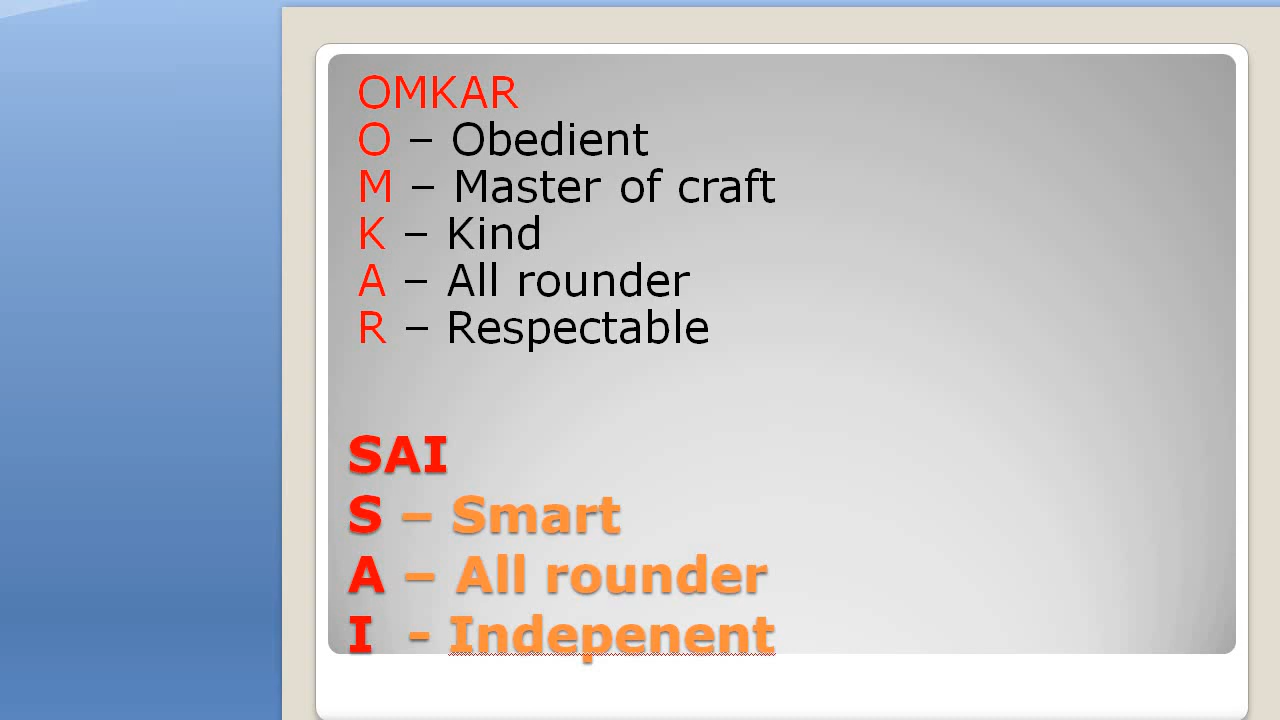 OMKAR
O – Obedient
M – Master of craft
K – Kind
A – All rounder
R – Respectable
SAI
S – Smart
A – All rounder
I - Indepenent